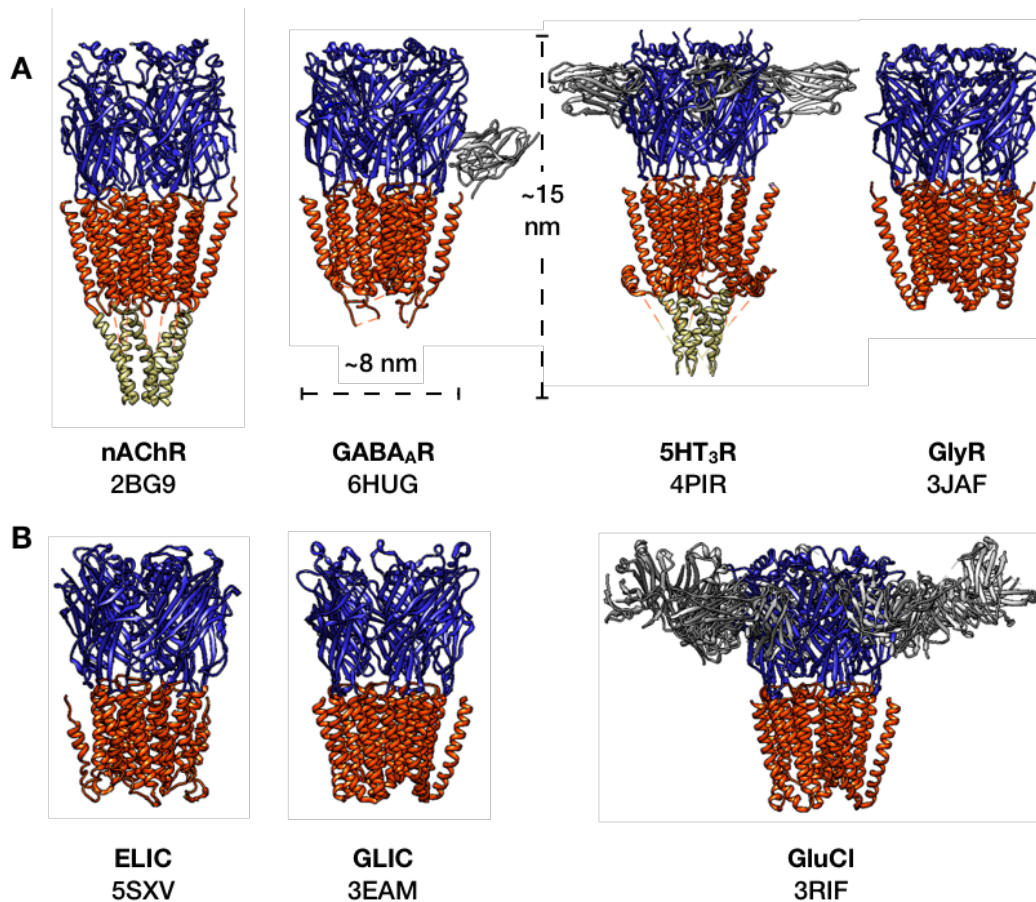 A
~15
nm
~8 nm
nAChR
2BG9
GABAAR
6HUG
5HT3R
4PIR
GlyR
3JAF
B
ELIC
5SXV
GLIC
3EAM
GluCl
3RIF